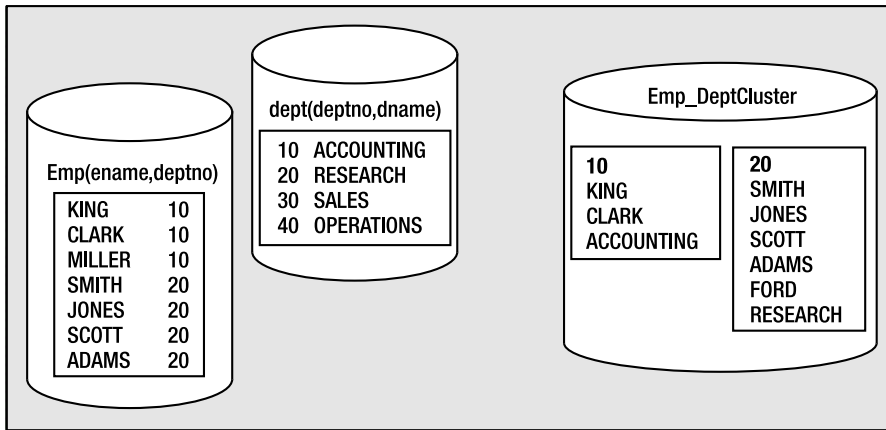 Emp(ename,deptno)
KING 10
CLARK 10
MILLER 10
SMITH 20
JONES 20
SCOTT 20
ADAMS 20
dept(deptno,dname)
10 ACCOUNTING
20 RESEARCH
30 SALES
40 OPERATIONS
Emp_DeptCluster
10
KING
CLARK
ACCOUNTING
20
SMITH
JONES
SCOTT
ADAMS
FORD
RESEARCH